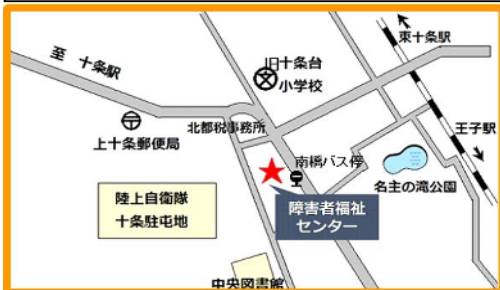 至 十条駅
旧十条台
小学校
東十条駅
上十条郵便局
北都税事務所
王子駅
南橋バス停
名主の滝公園
陸上自衛隊
十条駐屯地
障害者福祉
センター
中央図書館